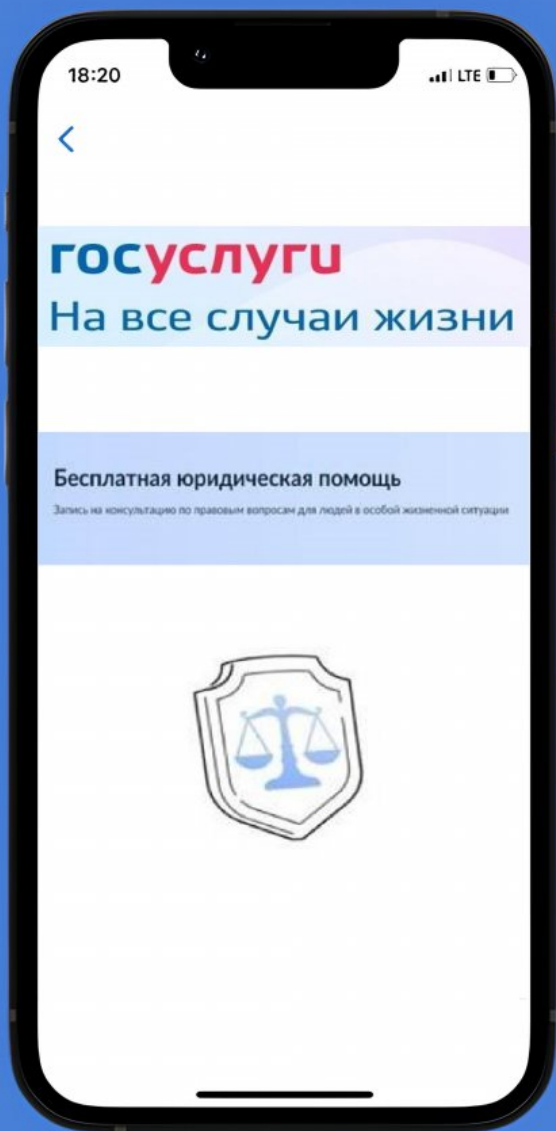 18:20
LTE
госуслуги
На все случаи жизни
Бесплатная юридическая помощь
Запись на консультацию по правовым вопросам для людей в особой жизненной ситуации